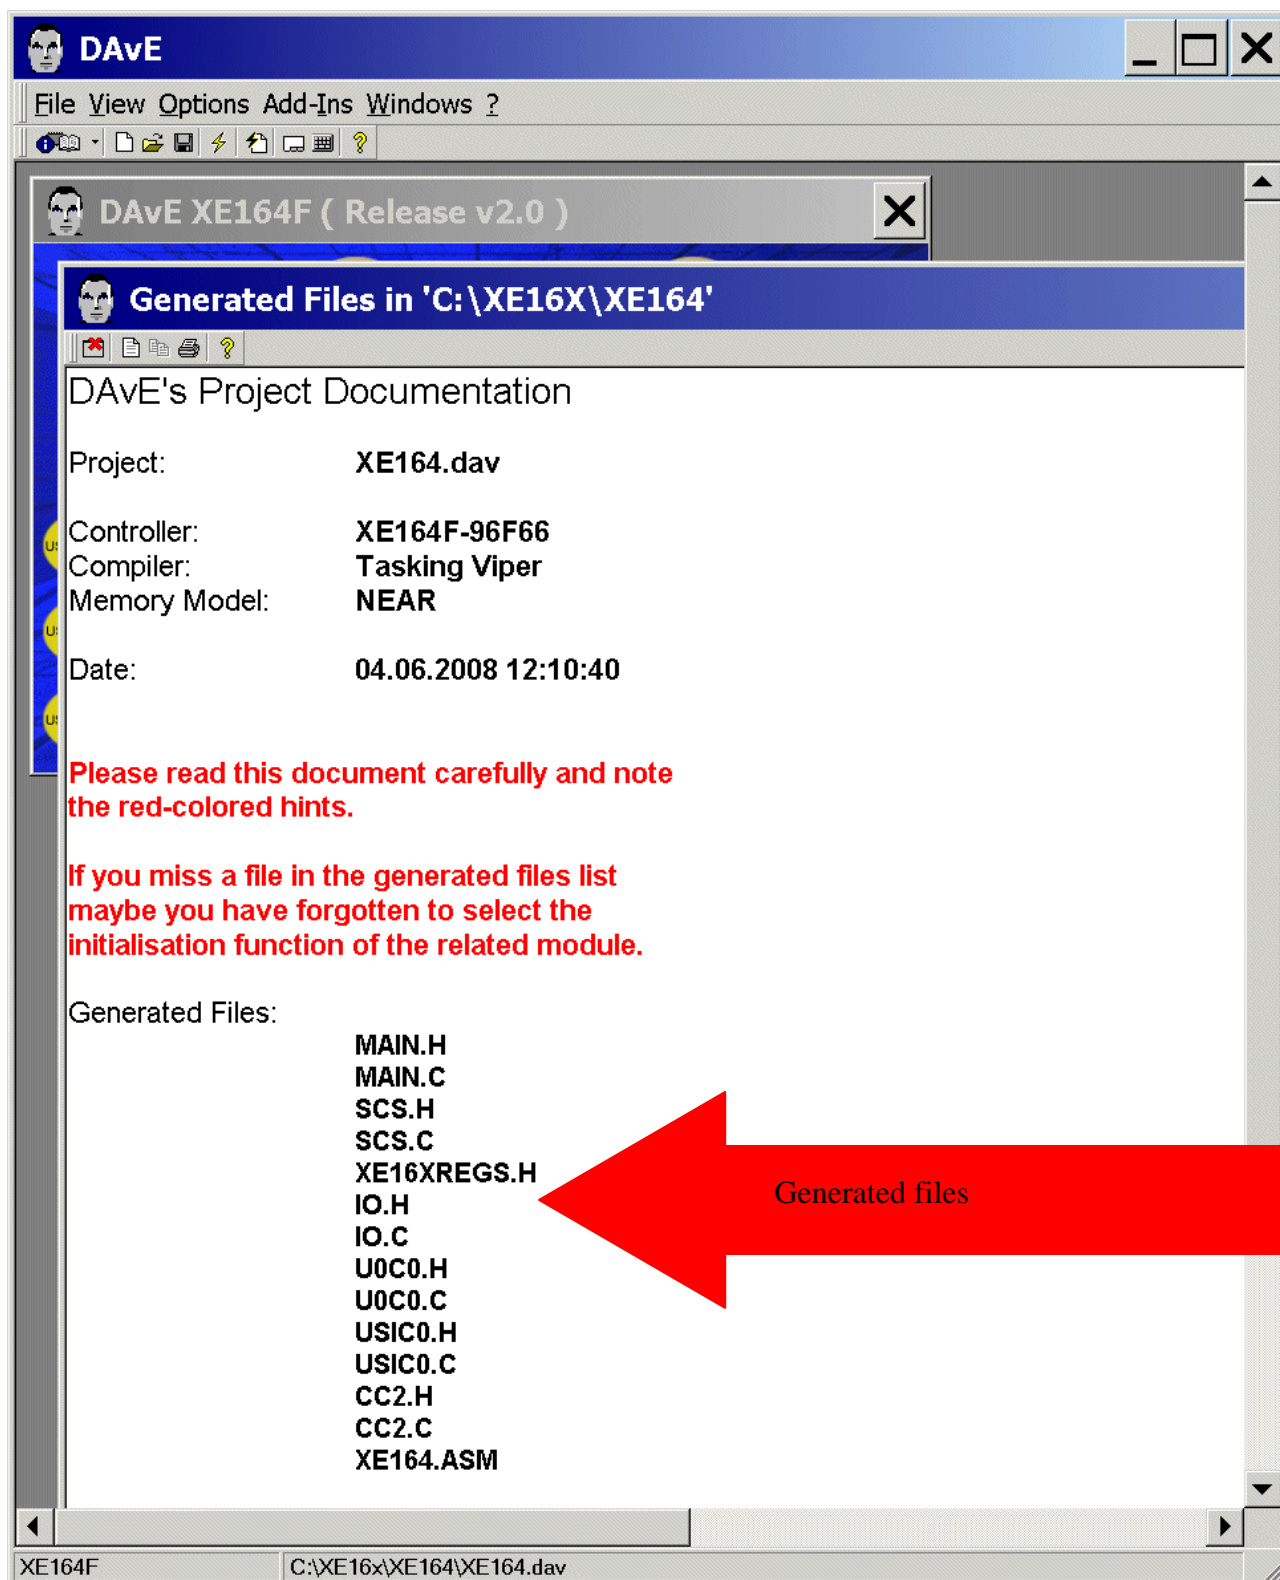 DAvE
File View Options Add-Ins Windows ?
DAvE XE164F ( Release v2.0 )
Generated Files in 'C:\XE16X\XE164'
DAvE's Project Documentation
Project: XE164.dav
Controller: XE164F-96F66
Compiler: Tasking Viper
Memory Model: NEAR
Date: 04.06.2008 12:10:40
Please read this document carefully and note
the red-colored hints.
If you miss a file in the generated files list
maybe you have forgotten to select the
initialisation function of the related module.
Generated Files:
MAIN.H
MAIN.C
SCS.H
SCS.C
XE16XREGS.H
IO.H
IO.C
U0C0.H
U0C0.C
USIC0.H
USIC0.C
CC2.H
CC2.C
XE164.ASM
Generated files
XE164F C:\XE16x\XE164\XE164.dav